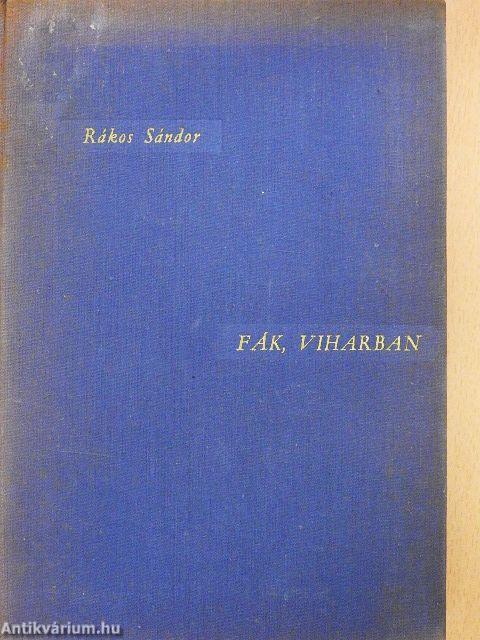 Rákos Sándor
FÁK, VIHARBAN
Antikvárium.hu